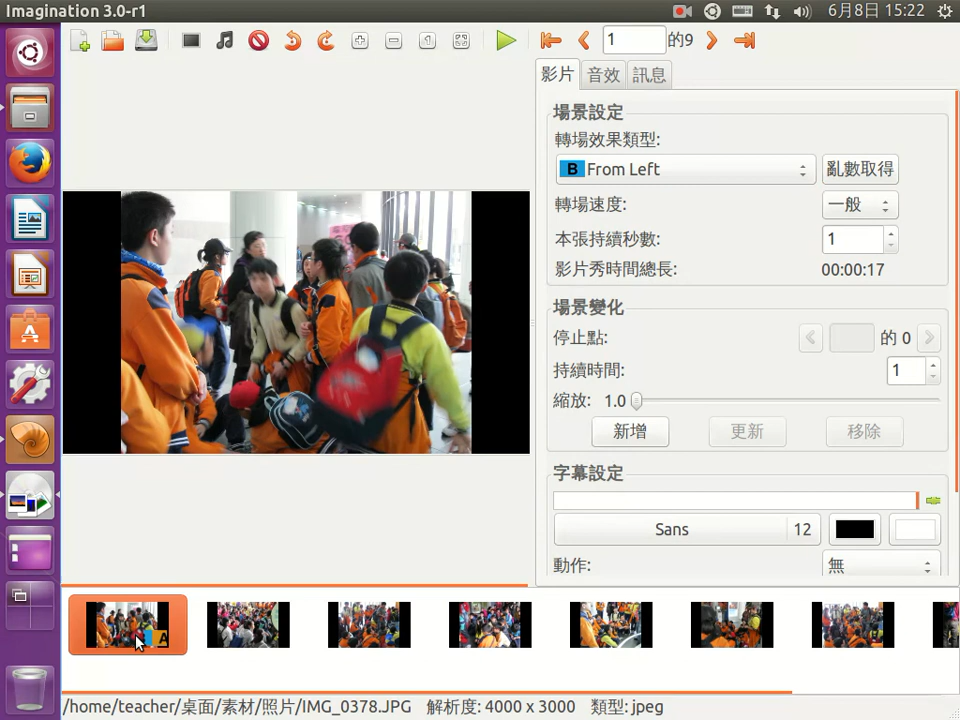 Imagination 3.0-r1
6月8日 15:22
1 的9
影片 音效 訊息
場景設定
轉場效果類型:
B From Left 亂數取得
轉場速度: 一般
本張持續秒數: 1
影片秀時間總長: 00:00:17
場景變化
停止點: 的 0
持續時間: 1
縮放: 1.0
新增 更新 移除
字幕設定
Sans 12
動作: 無
A
/home/teacher/桌面/素材/照片/IMG_0378.JPG 解析度: 4000 x 3000 類型: jpeg